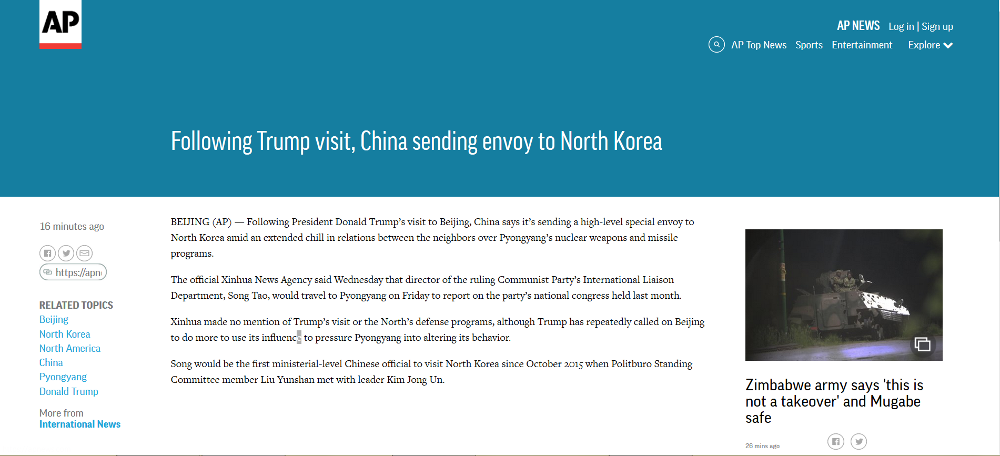 AP
AP NEWS Log in | Sign up
AP Top News Sports Entertainment Explore
Following Trump visit, China sending envoy to North Korea
16 minutes ago
https://apn
RELATED TOPICS
Beijing
North Korea
North America
China
Pyongyang
Donald Trump
More from
International News
BEIJING (AP) — Following President Donald Trump’s visit to Beijing, China says it’s sending a high-level special envoy to
North Korea amid an extended chill in relations between the neighbors over Pyongyang’s nuclear weapons and missile
programs.
The official Xinhua News Agency said Wednesday that director of the ruling Communist Party’s International Liaison
Department, Song Tao, would travel to Pyongyang on Friday to report on the party’s national congress held last month.
Xinhua made no mention of Trump’s visit or the North’s defense programs, although Trump has repeatedly called on Beijing
to do more to use its influence to pressure Pyongyang into altering its behavior.
Song would be the first ministerial-level Chinese official to visit North Korea since October 2015 when Politburo Standing
Committee member Liu Yunshan met with leader Kim Jong Un.
Zimbabwe army says 'this is
not a takeover' and Mugabe
safe
26 mins ago